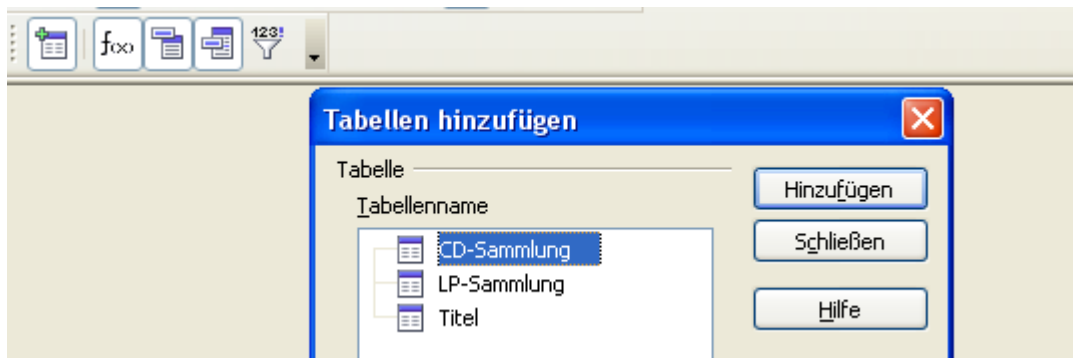 f(x) 123!
Tabellen hinzufügen
Tabelle
Tabellenname
CD-Sammlung
LP-Sammlung
Titel
Hinzufügen
Schließen
Hilfe